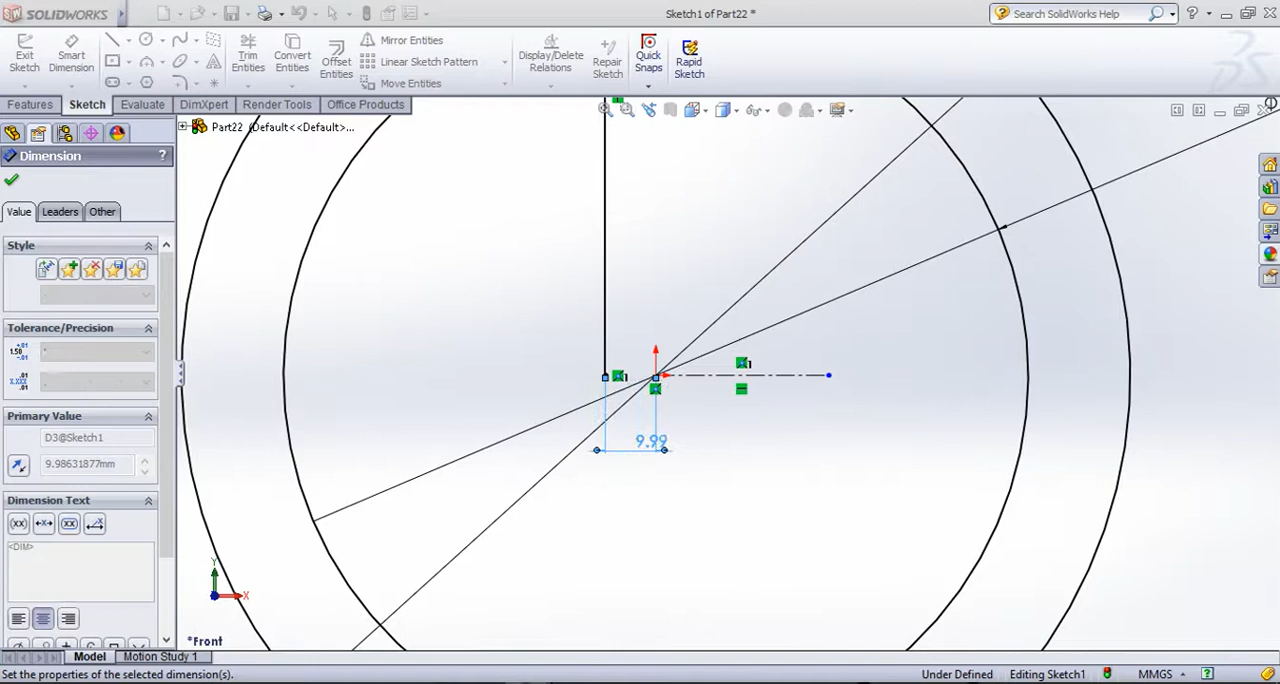 SOLIDWORKS
Sketch1 of Part22 *
Search SolidWorks Help
Exit Sketch
Smart Dimension
Trim Entities
Convert Entities
Offset Entities
Mirror Entities
Linear Sketch Pattern
Move Entities
Display/Delete Relations
Repair Sketch
Quick Snaps
Rapid Sketch
Features
Sketch
Evaluate
DimXpert
Render Tools
Office Products
Part22 (Default<<Default>...
Dimension
?
Value
Leaders
Other
Style
Tolerance/Precision
Primary Value
D3@Sketch1
9.98631877mm
Dimension Text
<DIM>
1
1
9.99
Y
X
*Front
Model
Motion Study 1
Set the properties of the selected dimension(s).
Under Defined
Editing Sketch1
MMGS